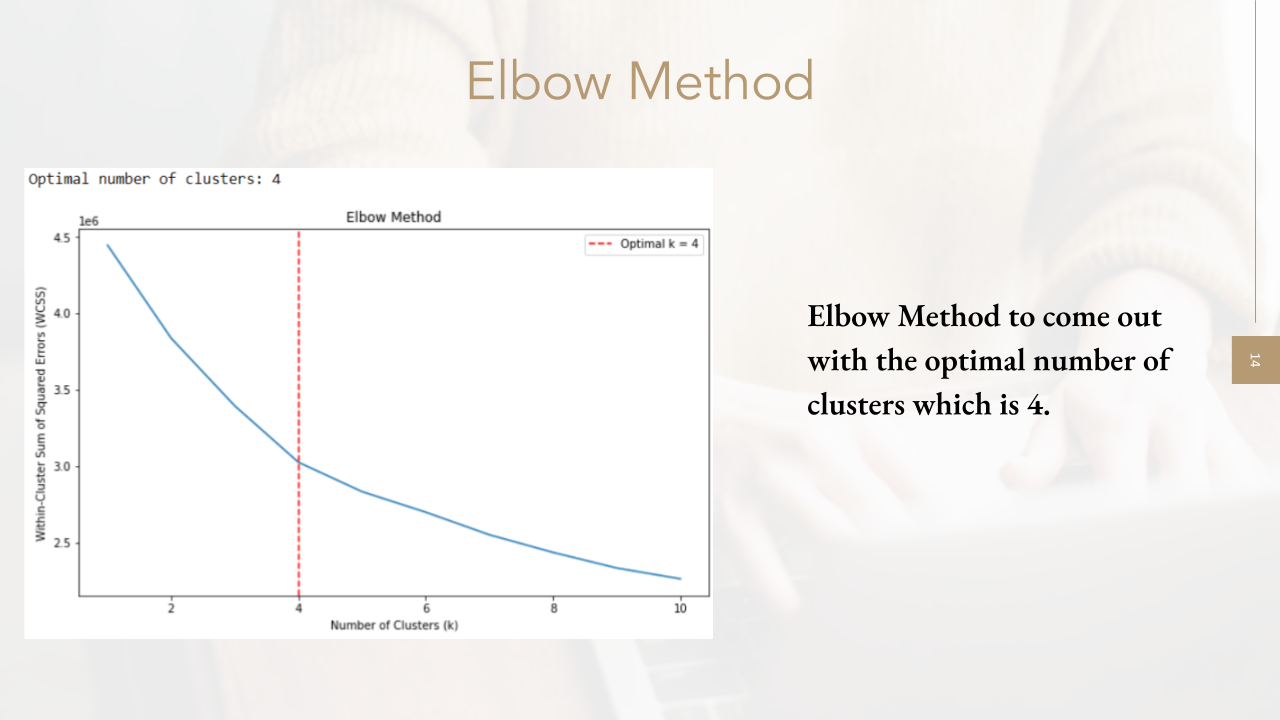 Elbow Method
Optimal number of clusters: 4
Elbow Method
1e6
Optimal k = 4
4.5
4.0
3.5
3.0
2.5
Within-Cluster Sum of Squared Errors (WCSS)
2 4 6 8 10
Number of Clusters (k)
Elbow Method to come out
with the optimal number of
clusters which is 4.
14